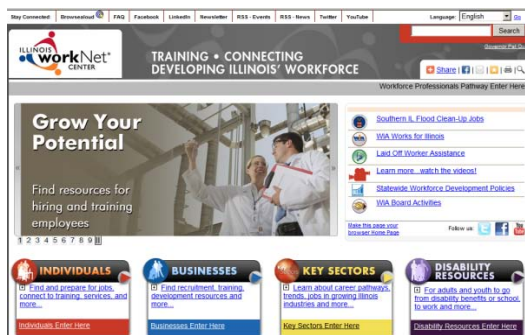 Stay Connected Browsealoud FAQ Facebook LinkedIn Newsletter RSS - Events RSS - News Twitter YouTube Language: English Go
Search
ILLINOIS
workNet
CENTER
TRAINING • CONNECTING
DEVELOPING ILLINOIS' WORKFORCE
Share
Workforce Professionals Pathway Enter Here
Grow Your
Potential
Find resources for
hiring and training
employees
1 2 3 4 5 6 7 8 9
Southern IL Flood Clean-Up Jobs
WIA Works for Illinois
Laid Off Worker Assistance
Learn more...watch the videos!
Statewide Workforce Development Policies
WIA Board Activities
Make this page your
browser Home Page
Follow us:
INDIVIDUALS
Find and prepare for jobs,
connect to training, services, and
more...
Individuals Enter Here
BUSINESSES
Find recruitment, training,
development resources and
more...
Businesses Enter Here
KEY SECTORS
Learn about career pathways,
trends, jobs in growing Illinois
industries and more...
Key Sectors Enter Here
DISABILITY
RESOURCES
For adults and youth to go
from disability benefits or school,
to work and more...
Disability Resources Enter Here